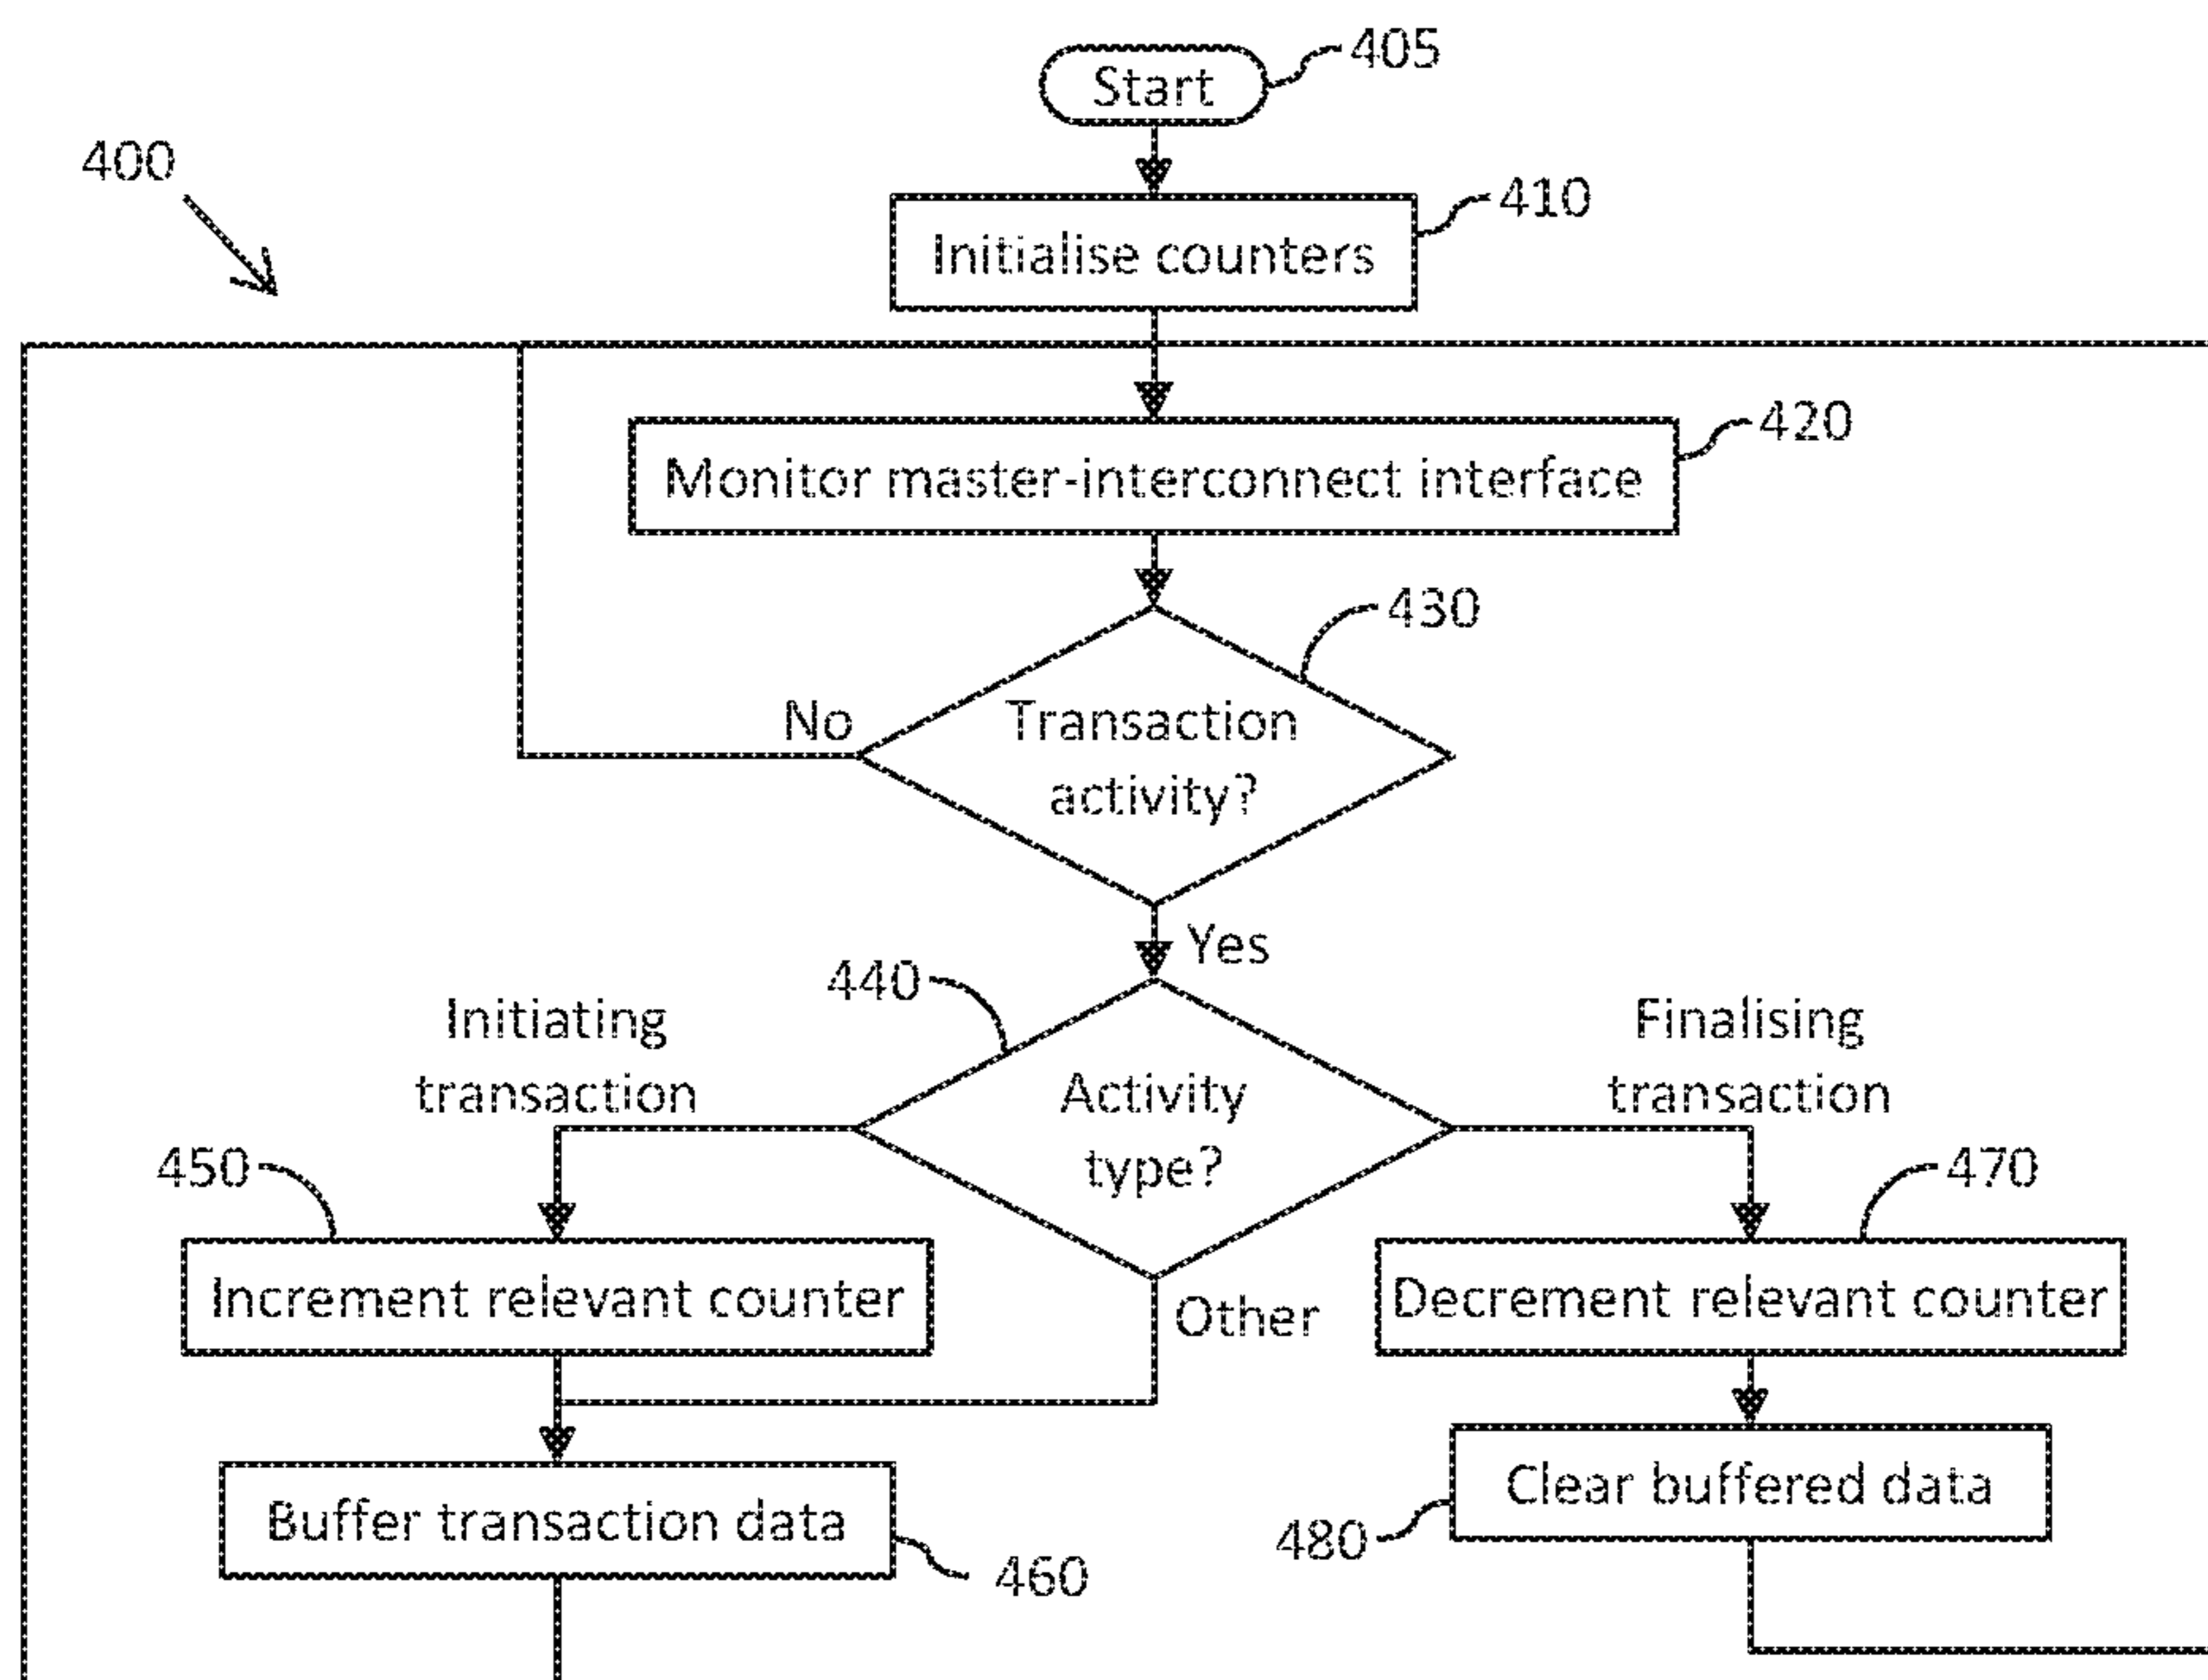 Start
405
400
Initialise counters
410
Monitor master-interconnect interface
420
430
No
Transaction
activity?
Yes
440
Initiating
transaction
Activity
type?
Finalising
transaction
450
470
Increment relevant counter
Other
Decrement relevant counter
Buffer transaction data
460
Clear buffered data
480